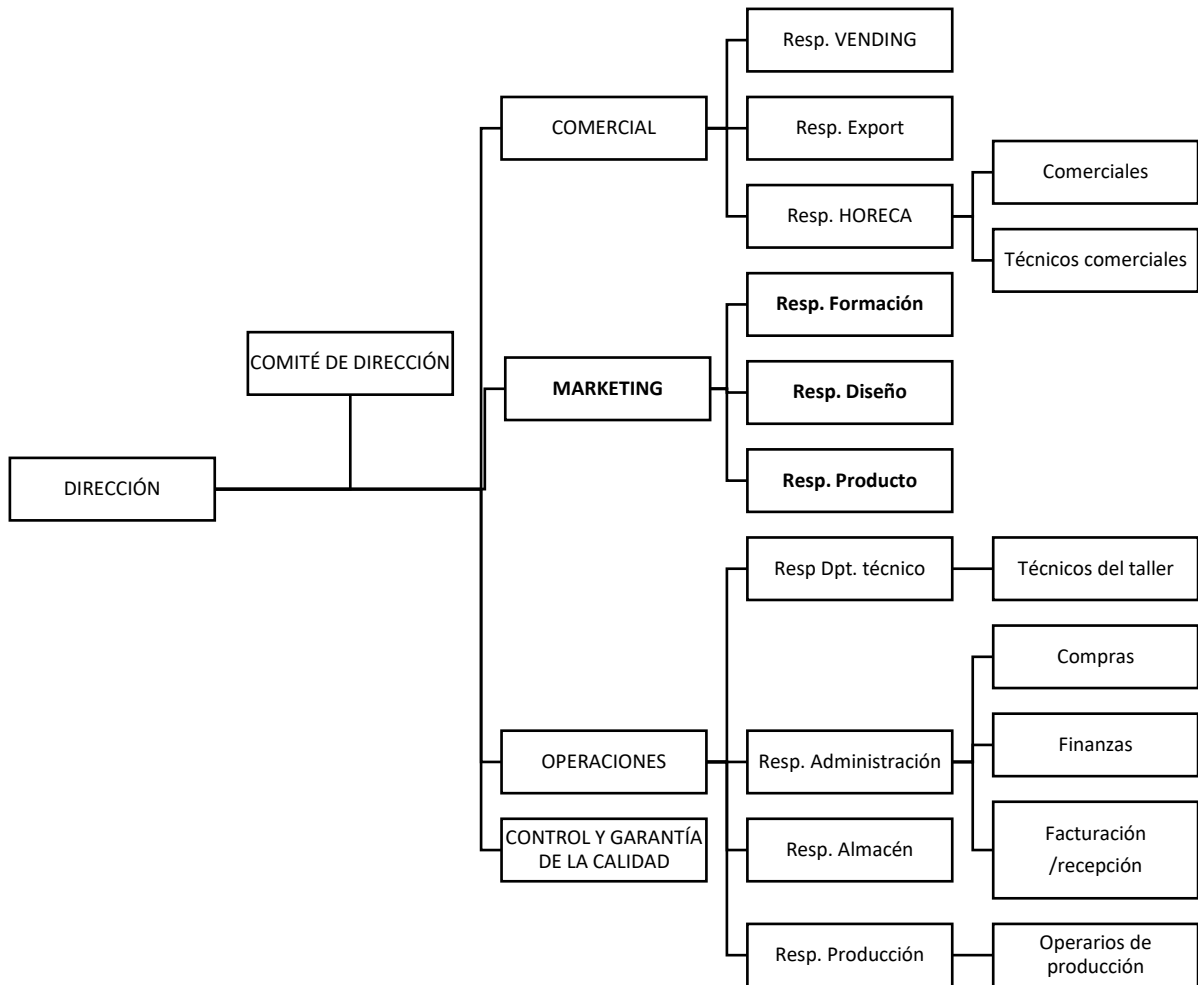 Resp. VENDING
COMERCIAL
Resp. Export
Resp. HORECA
Comerciales
Técnicos comerciales
COMITÉ DE DIRECCIÓN
DIRECCIÓN
MARKETING
Resp. Formación
Resp. Diseño
Resp. Producto
OPERACIONES
Resp Dpt. técnico
Técnicos del taller
Resp. Administración
Compras
Finanzas
Facturación
/recepción
Resp. Almacén
Resp. Producción
Operarios de
producción
CONTROL Y GARANTÍA
DE LA CALIDAD